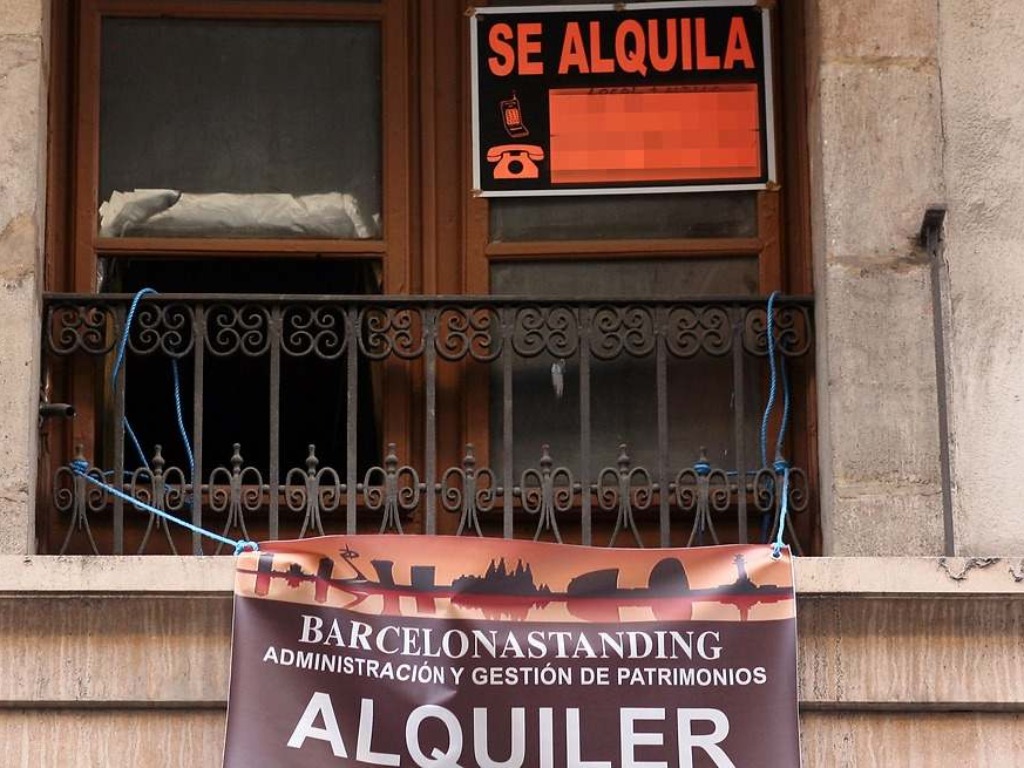 SE ALQUILA
BARCELONASTANDING
ADMINISTRACIÓN Y GESTIÓN DE PATRIMONIOS
ALQUILER